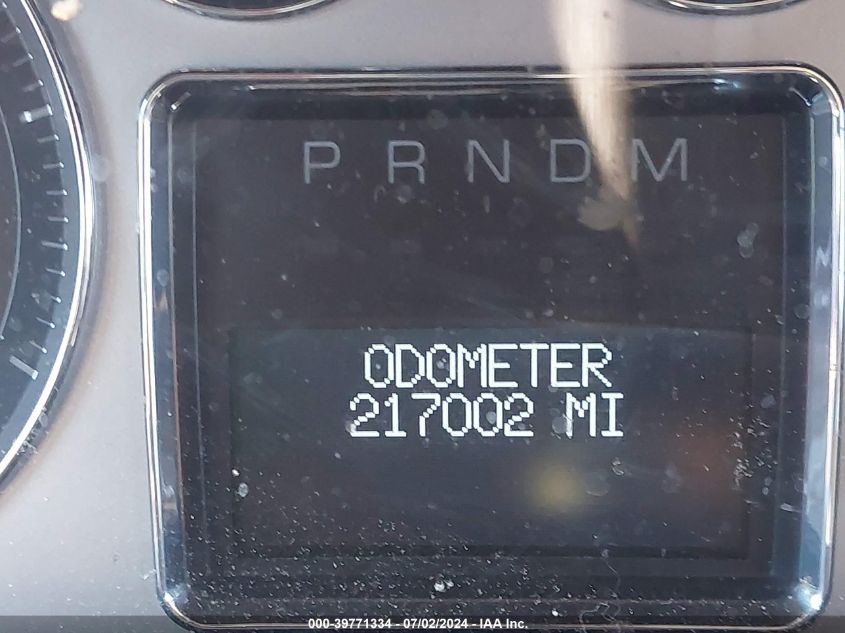 P R N D M
ODOMETER
217002 MI
000-39771334 - 07/02/2024 - IAA Inc.